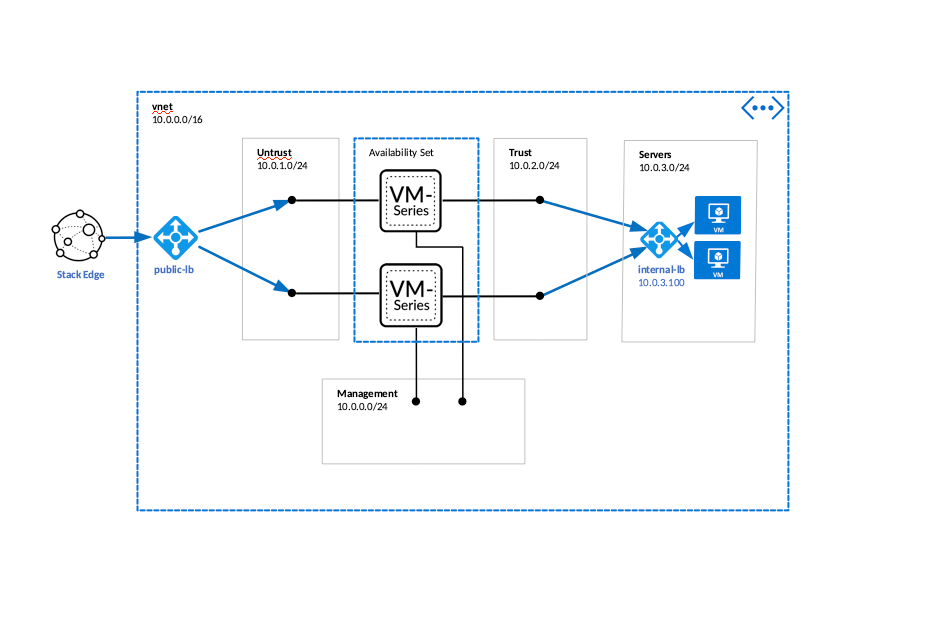 vnet
10.0.0.0/16
Untrust
10.0.1.0/24
Availability Set
Trust
10.0.2.0/24
Servers
10.0.3.0/24
VM-
Series
VM
Stack Edge
public-lb
VM-
Series
internal-lb
10.0.3.100
VM
Management
10.0.0.0/24